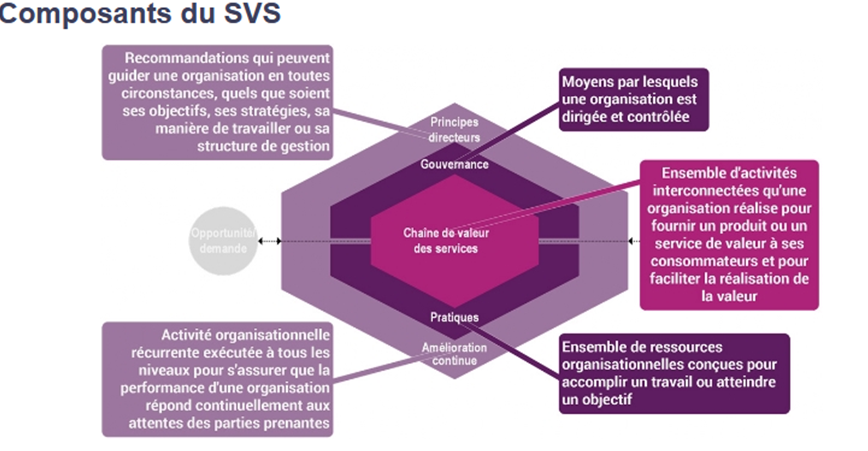 Composants du SVS
Recommandations qui peuvent
guider une organisation en toutes
circonstances, quels que soient
ses objectifs, ses stratégies, sa
manière de travailler ou sa
structure de gestion
Moyens par lesquels
une organisation est
dirigée et contrôlée
Principes
directeurs
Gouvernance
Ensemble d'activités
interconnectées qu'une
organisation réalise pour
fournir un produit ou un
service de valeur à ses
consommateurs et pour
faciliter la réalisation de
la valeur
Opportunité
demande
Chaîne de valeur
des services
Pratiques
Amélioration
continue
Activité organisationnelle
récurrente exécutée à tous les
niveaux pour s'assurer que la
performance d'une organisation
répond continuellement aux
attentes des parties prenantes
Ensemble de ressources
organisationnelles conçues pour
accomplir un travail ou atteindre
un objectif